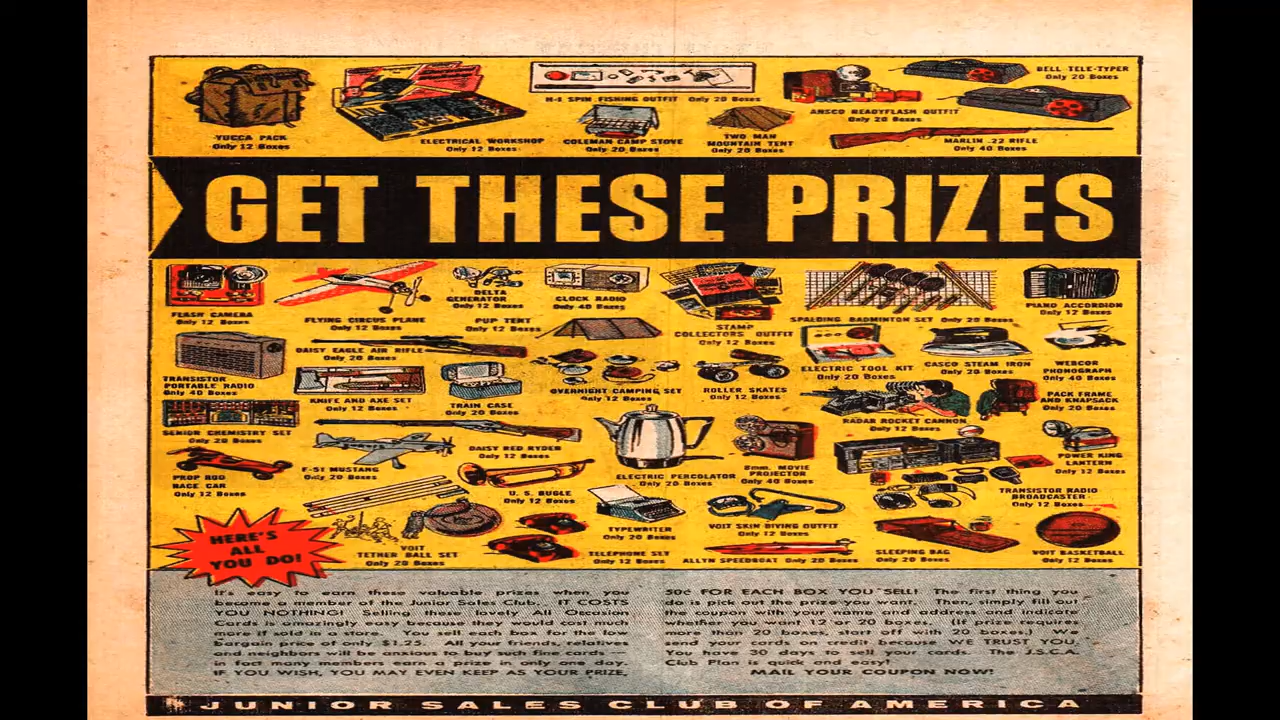 YUCCA PACK
Only 12 Boxes
ELECTRICAL WORKSHOP
Only 12 Boxes
SPIN FISHING OUTFIT Only 20 Boxes
COLEMAN CAMP STOVE
Only 20 Boxes
TWO MAN
MOUNTAIN TENT
Only 20 Boxes
ANSCO READYFLASH OUTFIT
Only 20 Boxes
BELL TELE-TYPER
Only 20 Boxes
MARLIN .22 RIFLE
Only 40 Boxes
GET THESE PRIZES
FLASH CAMERA
Only 12 Boxes
FLYING CIRCUS PLANE
Only 12 Boxes
DELTA
GENERATOR
Only 12 Boxes
CLOCK RADIO
Only 40 Boxes
STAMP
COLLECTORS OUTFIT
Only 12 Boxes
SPALDING BADMINTON SET Only 20 Boxes
PIANO ACCORDION
Only 12 Boxes
PUP TENT
Only 12 Boxes
TRANSISTOR
PORTABLE RADIO
Only 40 Boxes
DAISY EAGLE AIR RIFLE
Only 20 Boxes
KNIFE AND AXE SET
Only 12 Boxes
TRAIN CASE
Only 20 Boxes
OVERNIGHT CAMPING SET
Only 12 Boxes
ROLLER SKATES
Only 12 Boxes
ELECTRIC TOOL KIT
Only 20 Boxes
CASCO STEAM IRON
Only 20 Boxes
WEBCOR
PHONOGRAPH
Only 40 Boxes
SENIOR CHEMISTRY SET
Only 20 Boxes
RADAR ROCKET CANNON
Only 12 Boxes
PACK FRAME
AND KNAPSACK
Only 20 Boxes
PROP ROD
RACE CAR
Only 12 Boxes
F-51 MUSTANG
Only 20 Boxes
DAISY RED RYDER
Only 12 Boxes
U. S. BUGLE
Only 12 Boxes
ELECTRIC PERCOLATOR
Only 20 Boxes
8mm. MOVIE
PROJECTOR
Only 40 Boxes
POWER KING
LANTERN
Only 12 Boxes
TRANSISTOR RADIO
BROADCASTER
Only 12 Boxes
VOIT
TETHER BALL SET
Only 20 Boxes
TELEPHONE SET
Only 12 Boxes
TYPEWRITER
Only 20 Boxes
VOIT SKIN DIVING OUTFIT
Only 12 Boxes
ALLYN SPEEDBOAT Only 20 Boxes
SLEEPING BAG
Only 20 Boxes
VOIT BASKETBALL
Only 12 Boxes
HERE'S
ALL
YOU DO!
It's easy to earn these valuable prizes when you
become a member of the Junior Sales Club. IT COSTS
YOU NOTHING! Selling these lovely All Occasion
Cards is amazingly easy because they would cost much
more if sold in a store. You sell each box for the low
bargain price of only $1.25. All your friends, relatives
and neighbors will be anxious to buy such fine cards—
in fact many members earn a prize in only one day.
IF YOU WISH, YOU MAY EVEN KEEP AS YOUR PRIZE,
50¢ FOR EACH BOX YOU SELL! The first thing you
do is pick out the prize you want. Then, simply fill out
the coupon with your name and address and indicate
whether you want 12 or 20 boxes. (If prize requires
more than 20 boxes, start off with 20 boxes.) We
send your cards on credit because WE TRUST YOU.
You have 30 days to sell your cards. The J.S.C.A.
Club Plan is quick and easy!
MAIL YOUR COUPON NOW!
JUNIOR SALES CLUB OF AMERICA